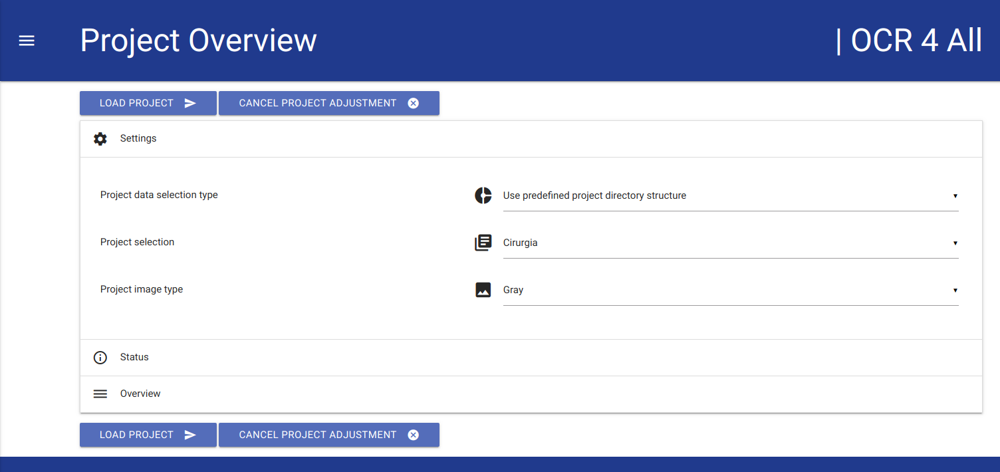 Project Overview | OCR 4 All
LOAD PROJECT CANCEL PROJECT ADJUSTMENT
Settings
Project data selection type Use predefined project directory structure
Project selection Cirurgia
Project image type Gray
Status
Overview
LOAD PROJECT CANCEL PROJECT ADJUSTMENT